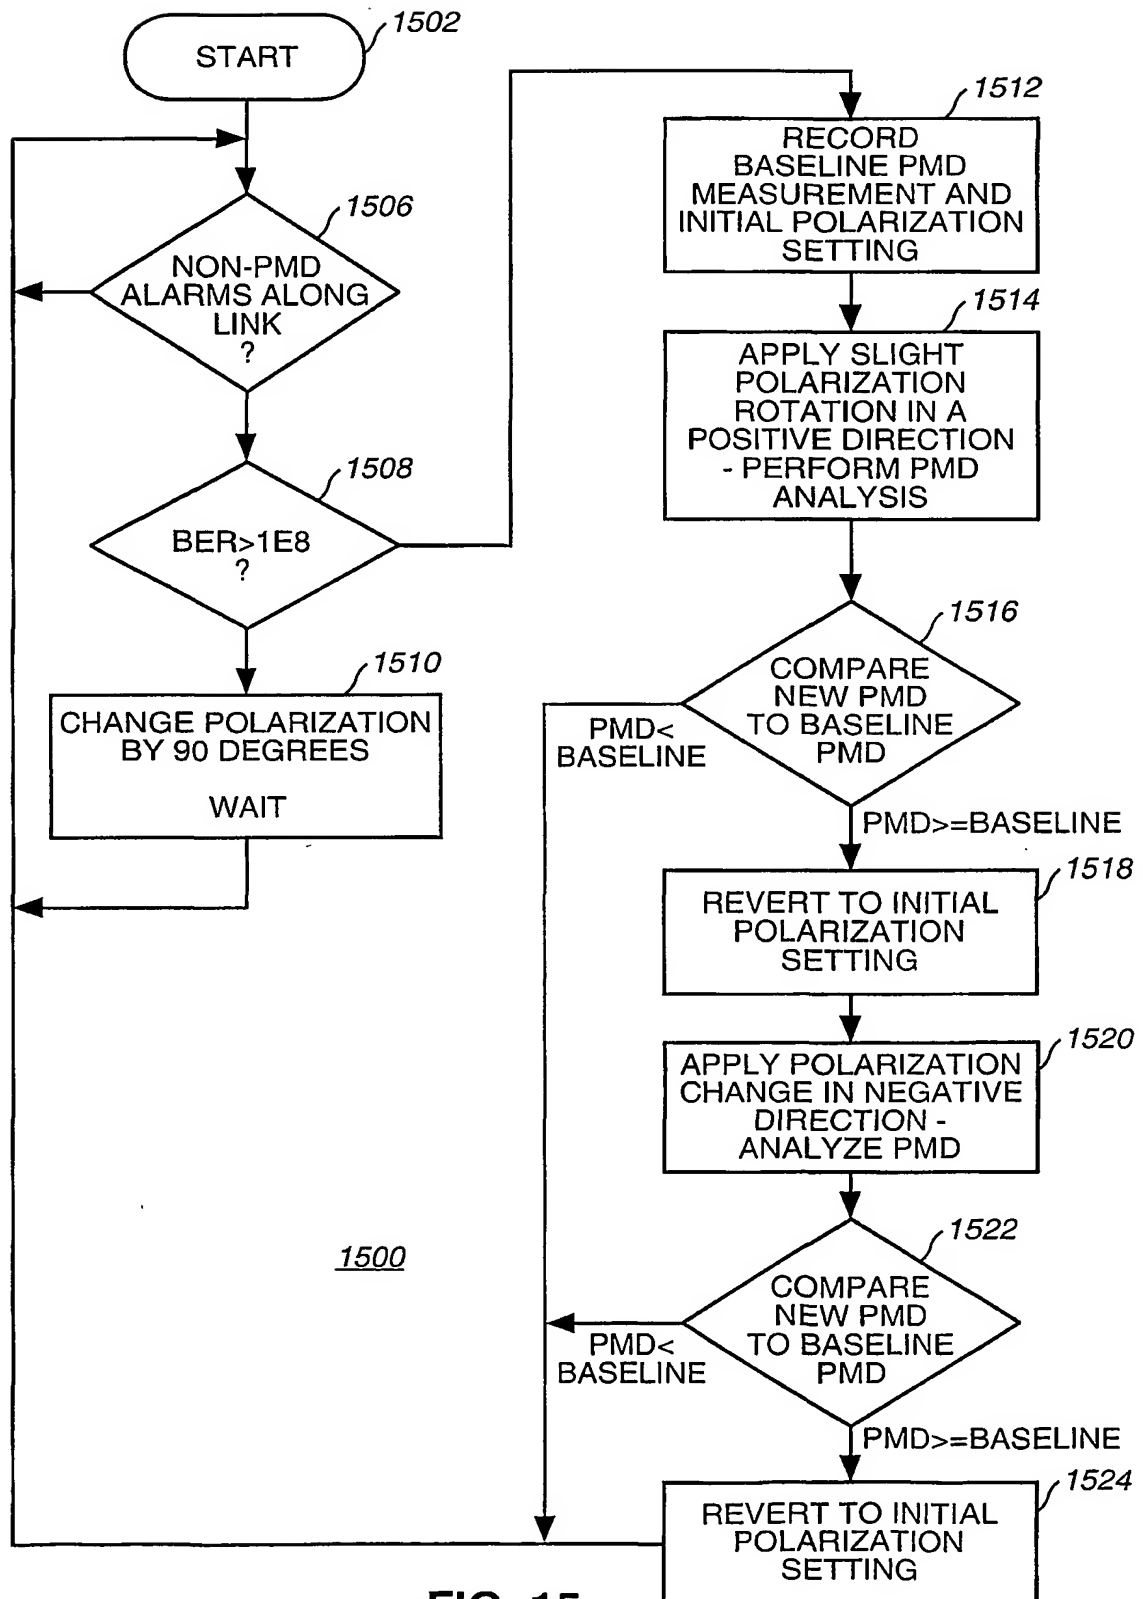 1502
START
1506
NON-PMD
ALARMS ALONG
LINK
?
1508
BER>1E8
?
1510
CHANGE POLARIZATION
BY 90 DEGREES
WAIT
1512
RECORD
BASELINE PMD
MEASUREMENT AND
INITIAL POLARIZATION
SETTING
1514
APPLY SLIGHT
POLARIZATION
ROTATION IN A
POSITIVE DIRECTION
- PERFORM PMD
ANALYSIS
1516
COMPARE
NEW PMD
TO BASELINE
PMD
PMD<
BASELINE
PMD>=BASELINE
1518
REVERT TO INITIAL
POLARIZATION
SETTING
1520
APPLY POLARIZATION
CHANGE IN NEGATIVE
DIRECTION -
ANALYZE PMD
1522
COMPARE
NEW PMD
TO BASELINE
PMD
PMD<
BASELINE
PMD>=BASELINE
1524
REVERT TO INITIAL
POLARIZATION
SETTING
1500
FIG. 15